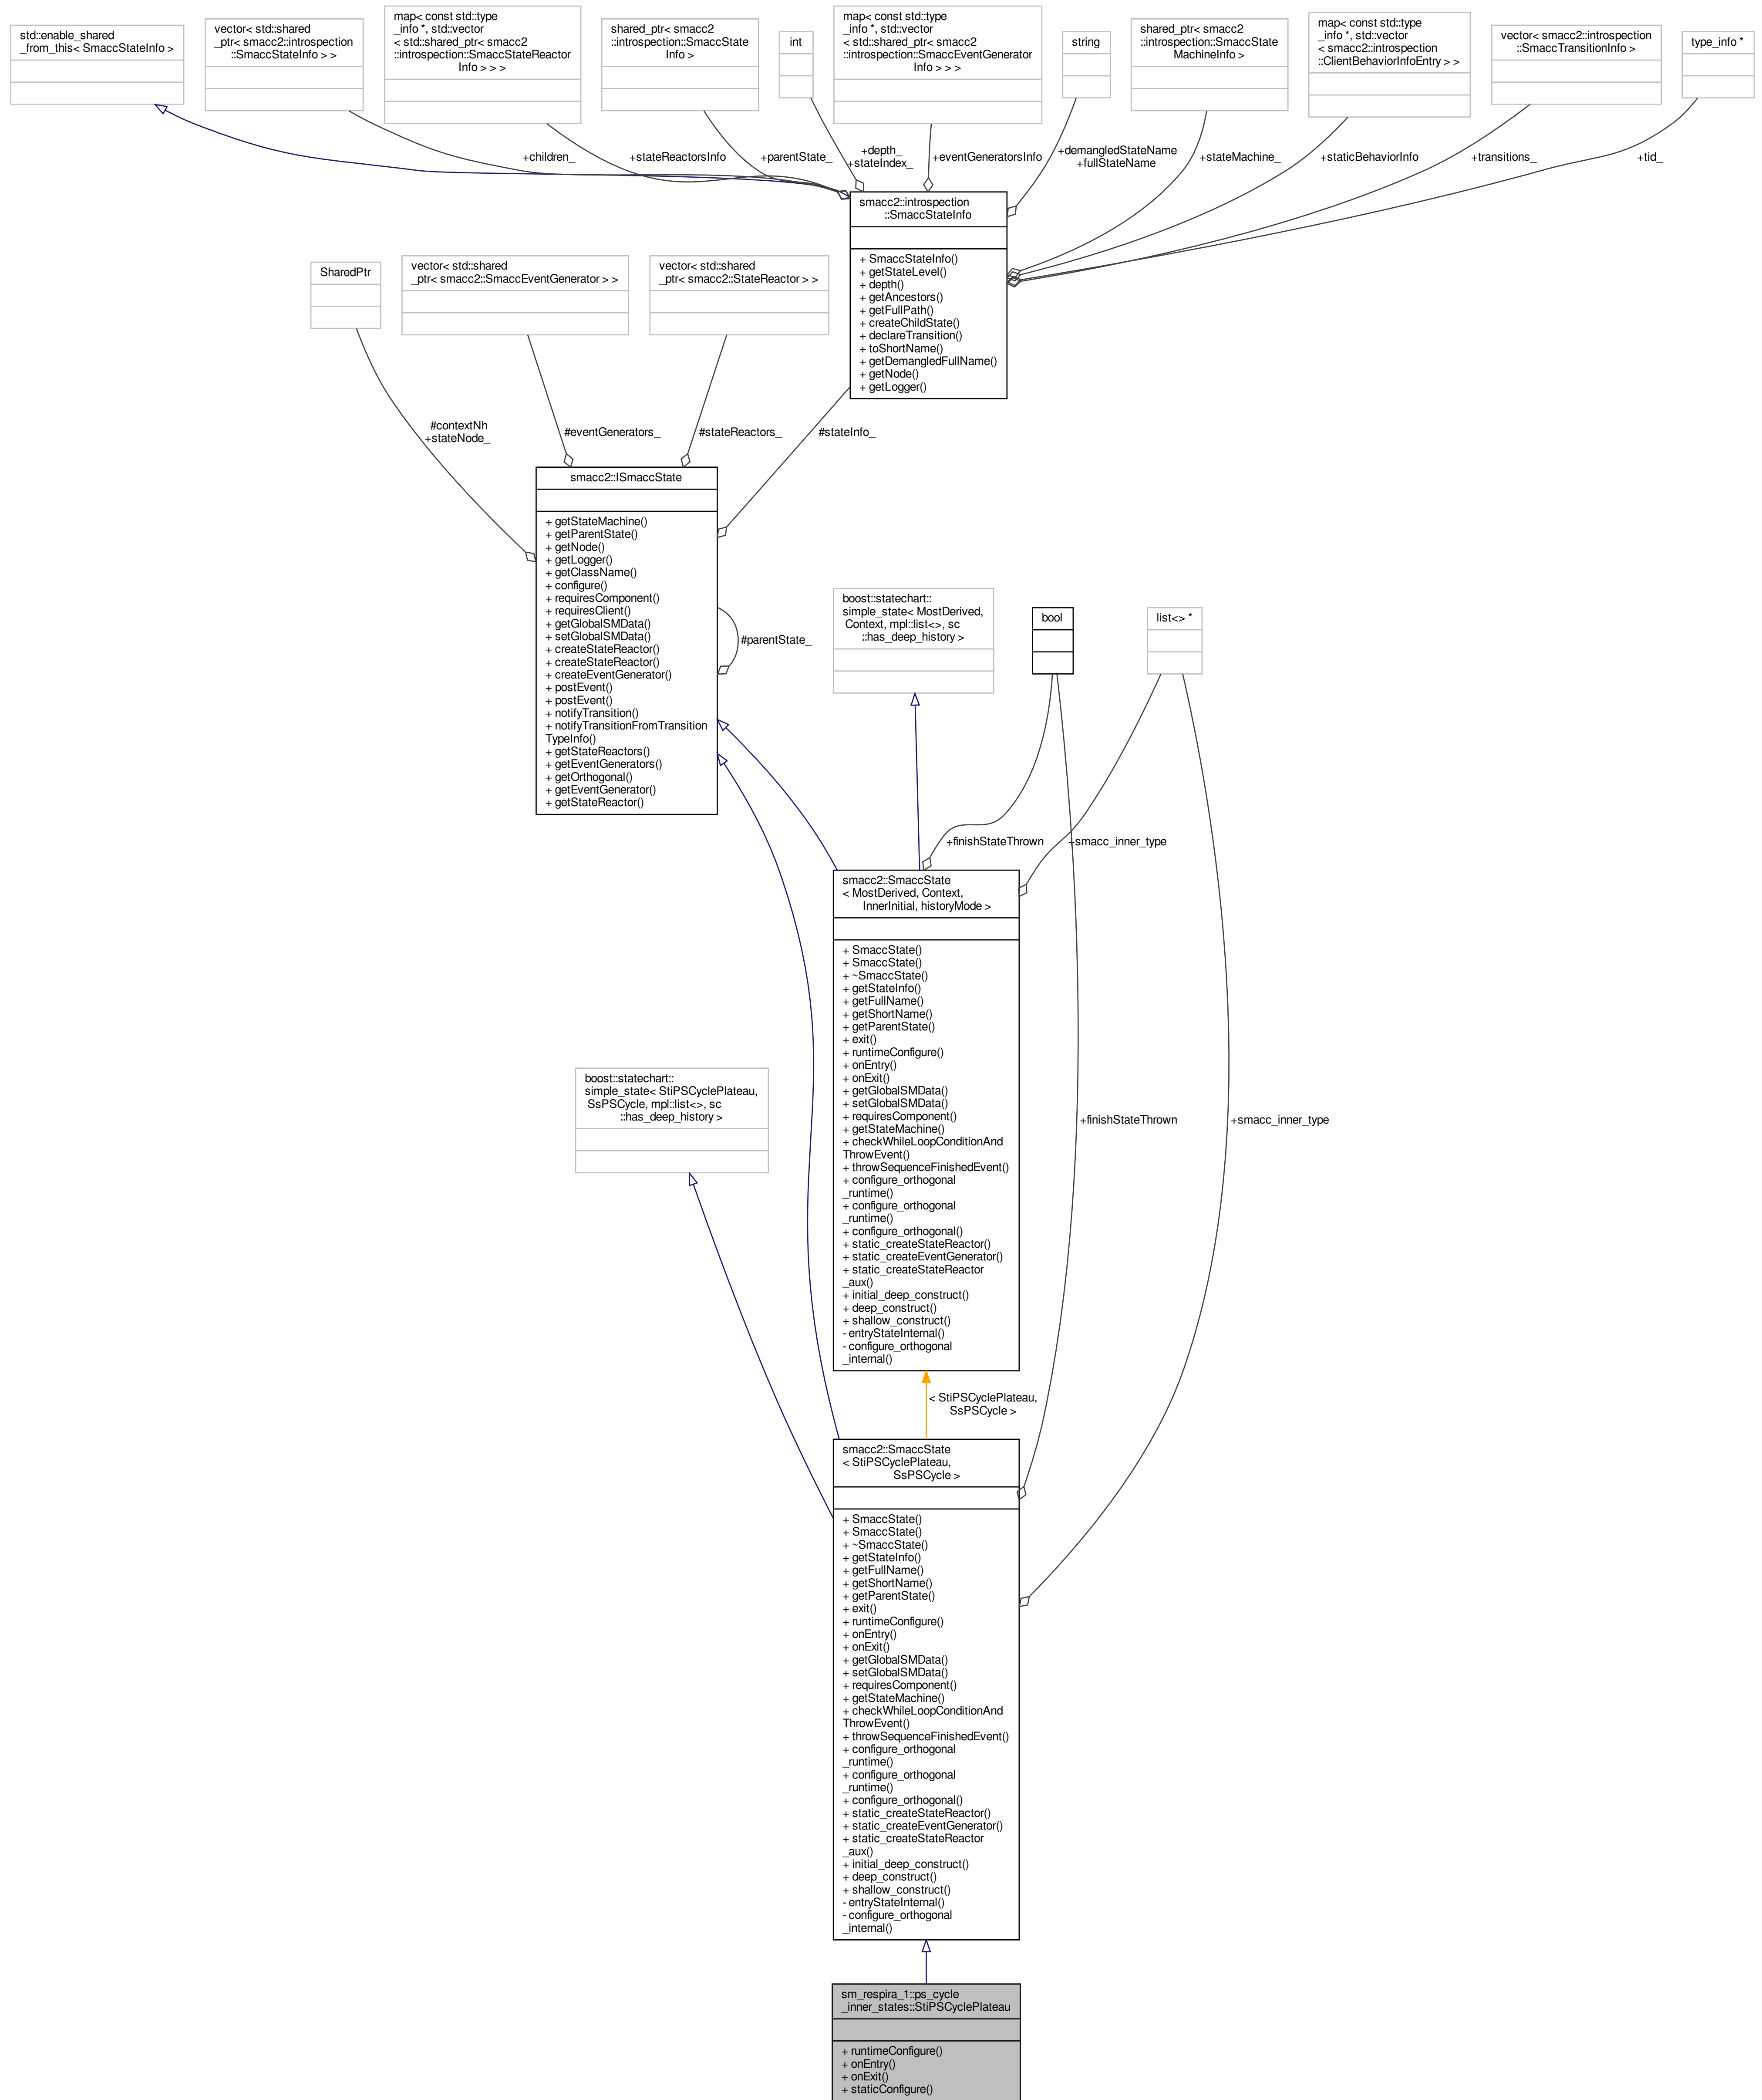 std::enable_shared
_from_this< SmaccStateInfo >
vector< std::shared
_ptr< smacc2::introspection
::SmaccStateInfo > >
map< const std::type
_info *, std::vector
< std::shared_ptr< smacc2
::introspection::SmaccStateReactor
Info > > >
shared_ptr< smacc2
::introspection::SmaccState
Info >
int
map< const std::type
_info *, std::vector
< std::shared_ptr< smacc2
::introspection::SmaccEventGenerator
Info > > >
string
shared_ptr< smacc2
::introspection::SmaccState
MachineInfo >
map< const std::type
_info *, std::vector
< smacc2::introspection
::ClientBehaviorInfoEntry > >
vector< smacc2::introspection
::SmaccTransitionInfo >
type_info *
+children_
+stateReactorsInfo
+parentState_
+depth_
+stateIndex_
+eventGeneratorsInfo
+demangledStateName
+fullStateName
+stateMachine_
+staticBehaviorInfo
+transitions_
+tid_
smacc2::introspection
::SmaccStateInfo
+ SmaccStateInfo()
+ getStateLevel()
+ depth()
+ getAncestors()
+ getFullPath()
+ createChildState()
+ declareTransition()
+ toShortName()
+ getDemangledFullName()
+ getNode()
+ getLogger()
SharedPtr
vector< std::shared
_ptr< smacc2::SmaccEventGenerator > >
vector< std::shared
_ptr< smacc2::StateReactor > >
#contextNh
+stateNode_
#eventGenerators_
#stateReactors_
#stateInfo_
smacc2::ISmaccState
+ getStateMachine()
+ getParentState()
+ getNode()
+ getLogger()
+ getClassName()
+ configure()
+ requiresComponent()
+ requiresClient()
+ getGlobalSMData()
+ setGlobalSMData()
+ createStateReactor()
+ createStateReactor()
+ createEventGenerator()
+ postEvent()
+ postEvent()
+ notifyTransition()
+ notifyTransitionFromTransition
TypeInfo()
+ getStateReactors()
+ getEventGenerators()
+ getOrthogonal()
+ getEventGenerator()
+ getStateReactor()
#parentState_
boost::statechart::
simple_state< MostDerived,
Context, mpl::list<>, sc
::has_deep_history >
bool
list<> *
+finishStateThrown
+smacc_inner_type
smacc2::SmaccState
< MostDerived, Context,
InnerInitial, historyMode >
+ SmaccState()
+ SmaccState()
+ ~SmaccState()
+ getStateInfo()
+ getFullName()
+ getShortName()
+ getParentState()
+ exit()
+ runtimeConfigure()
+ onEntry()
+ onExit()
+ getGlobalSMData()
+ setGlobalSMData()
+ requiresComponent()
+ getStateMachine()
+ checkWhileLoopConditionAnd
ThrowEvent()
+ throwSequenceFinishedEvent()
+ configure_orthogonal
_runtime()
+ configure_orthogonal
_runtime()
+ configure_orthogonal()
+ static_createStateReactor()
+ static_createEventGenerator()
+ static_createStateReactor
_aux()
+ initial_deep_construct()
+ deep_construct()
+ shallow_construct()
- entryStateInternal()
- configure_orthogonal
_internal()
boost::statechart::
simple_state< StiPSCyclePlateau,
SsPSCycle, mpl::list<>, sc
::has_deep_history >
+finishStateThrown
+smacc_inner_type
< StiPSCyclePlateau,
SsPSCycle >
smacc2::SmaccState
< StiPSCyclePlateau,
SsPSCycle >
+ SmaccState()
+ SmaccState()
+ ~SmaccState()
+ getStateInfo()
+ getFullName()
+ getShortName()
+ getParentState()
+ exit()
+ runtimeConfigure()
+ onEntry()
+ onExit()
+ getGlobalSMData()
+ setGlobalSMData()
+ requiresComponent()
+ getStateMachine()
+ checkWhileLoopConditionAnd
ThrowEvent()
+ throwSequenceFinishedEvent()
+ configure_orthogonal
_runtime()
+ configure_orthogonal
_runtime()
+ configure_orthogonal()
+ static_createStateReactor()
+ static_createEventGenerator()
+ static_createStateReactor
_aux()
+ initial_deep_construct()
+ deep_construct()
+ shallow_construct()
- entryStateInternal()
- configure_orthogonal
_internal()
sm_respira_1::ps_cycle
_inner_states::StiPSCyclePlateau
+ runtimeConfigure()
+ onEntry()
+ onExit()
+ staticConfigure()